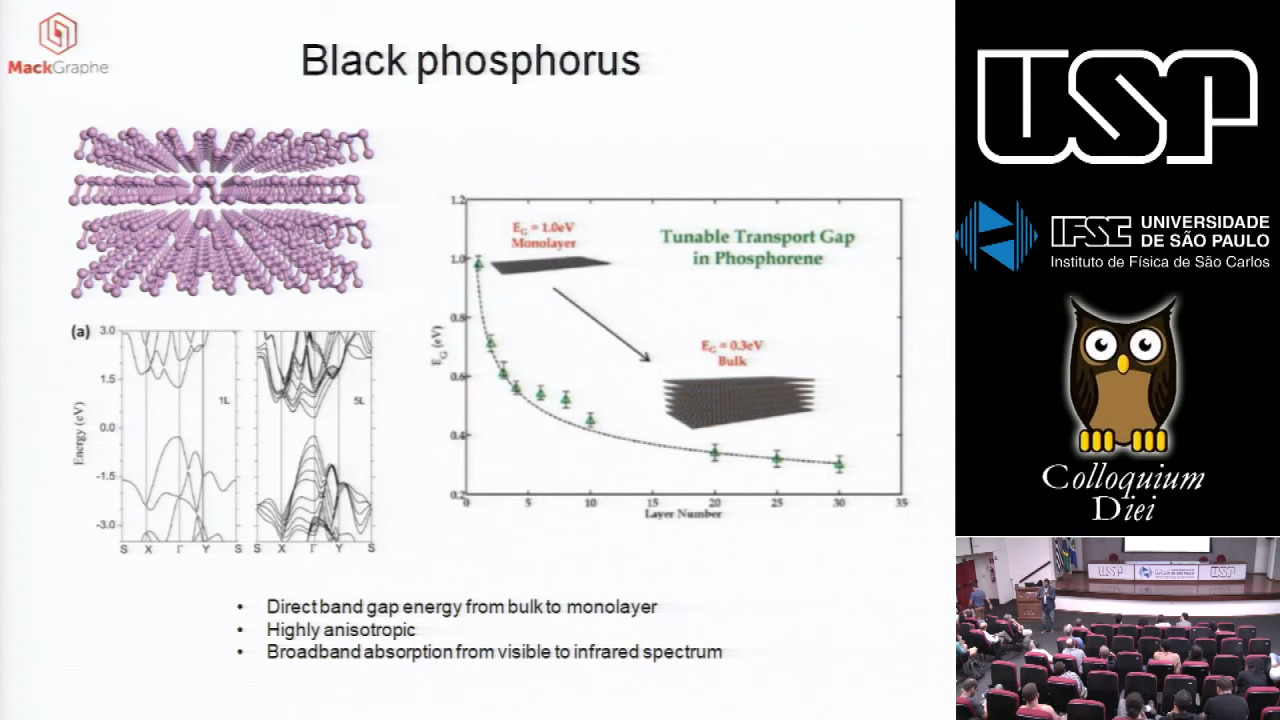 MackGraphe
Black phosphorus
(a)
3.0
1.5
0.0
-1.5
-3.0
Energy (eV)
1L
5L
S X Γ Y S
S X Γ Y S
1.2
1.0
0.8
0.6
0.4
0.2
E_G (eV)
E_G = 1.0eV
Monolayer
Tunable Transport Gap
in Phosphorene
E_G = 0.3eV
Bulk
0 5 10 15 20 25 30 35
Layer Number
• Direct band gap energy from bulk to monolayer
• Highly anisotropic
• Broadband absorption from visible to infrared spectrum
USP
IFSC
UNIVERSIDADE
DE SÃO PAULO
Instituto de Física de São Carlos
Colloquium
Diei
USP